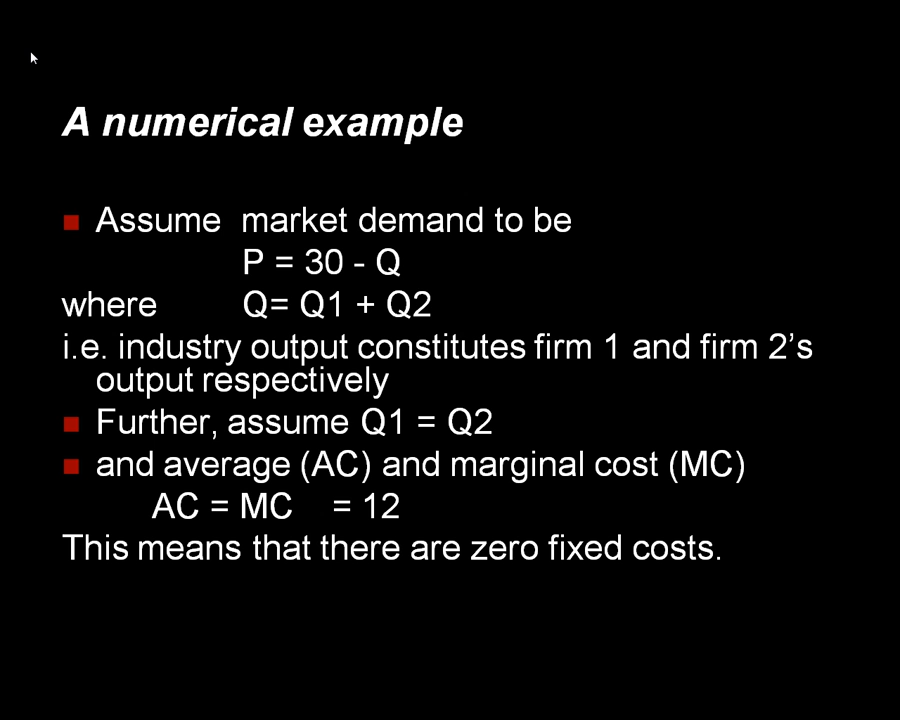 A numerical example
Assume market demand to be
P = 30 - Q
where Q= Q1 + Q2
i.e. industry output constitutes firm 1 and firm 2’s
output respectively
Further, assume Q1 = Q2
and average (AC) and marginal cost (MC)
AC = MC = 12
This means that there are zero fixed costs.